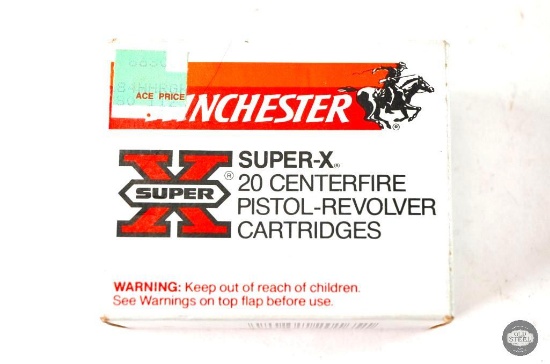 ACE PRICE
WINCHESTER
®
SUPER-X®
20 CENTERFIRE
PISTOL-REVOLVER
CARTRIDGES
X SUPER ®
WARNING: Keep out of reach of children.
See Warnings on top flap before use.